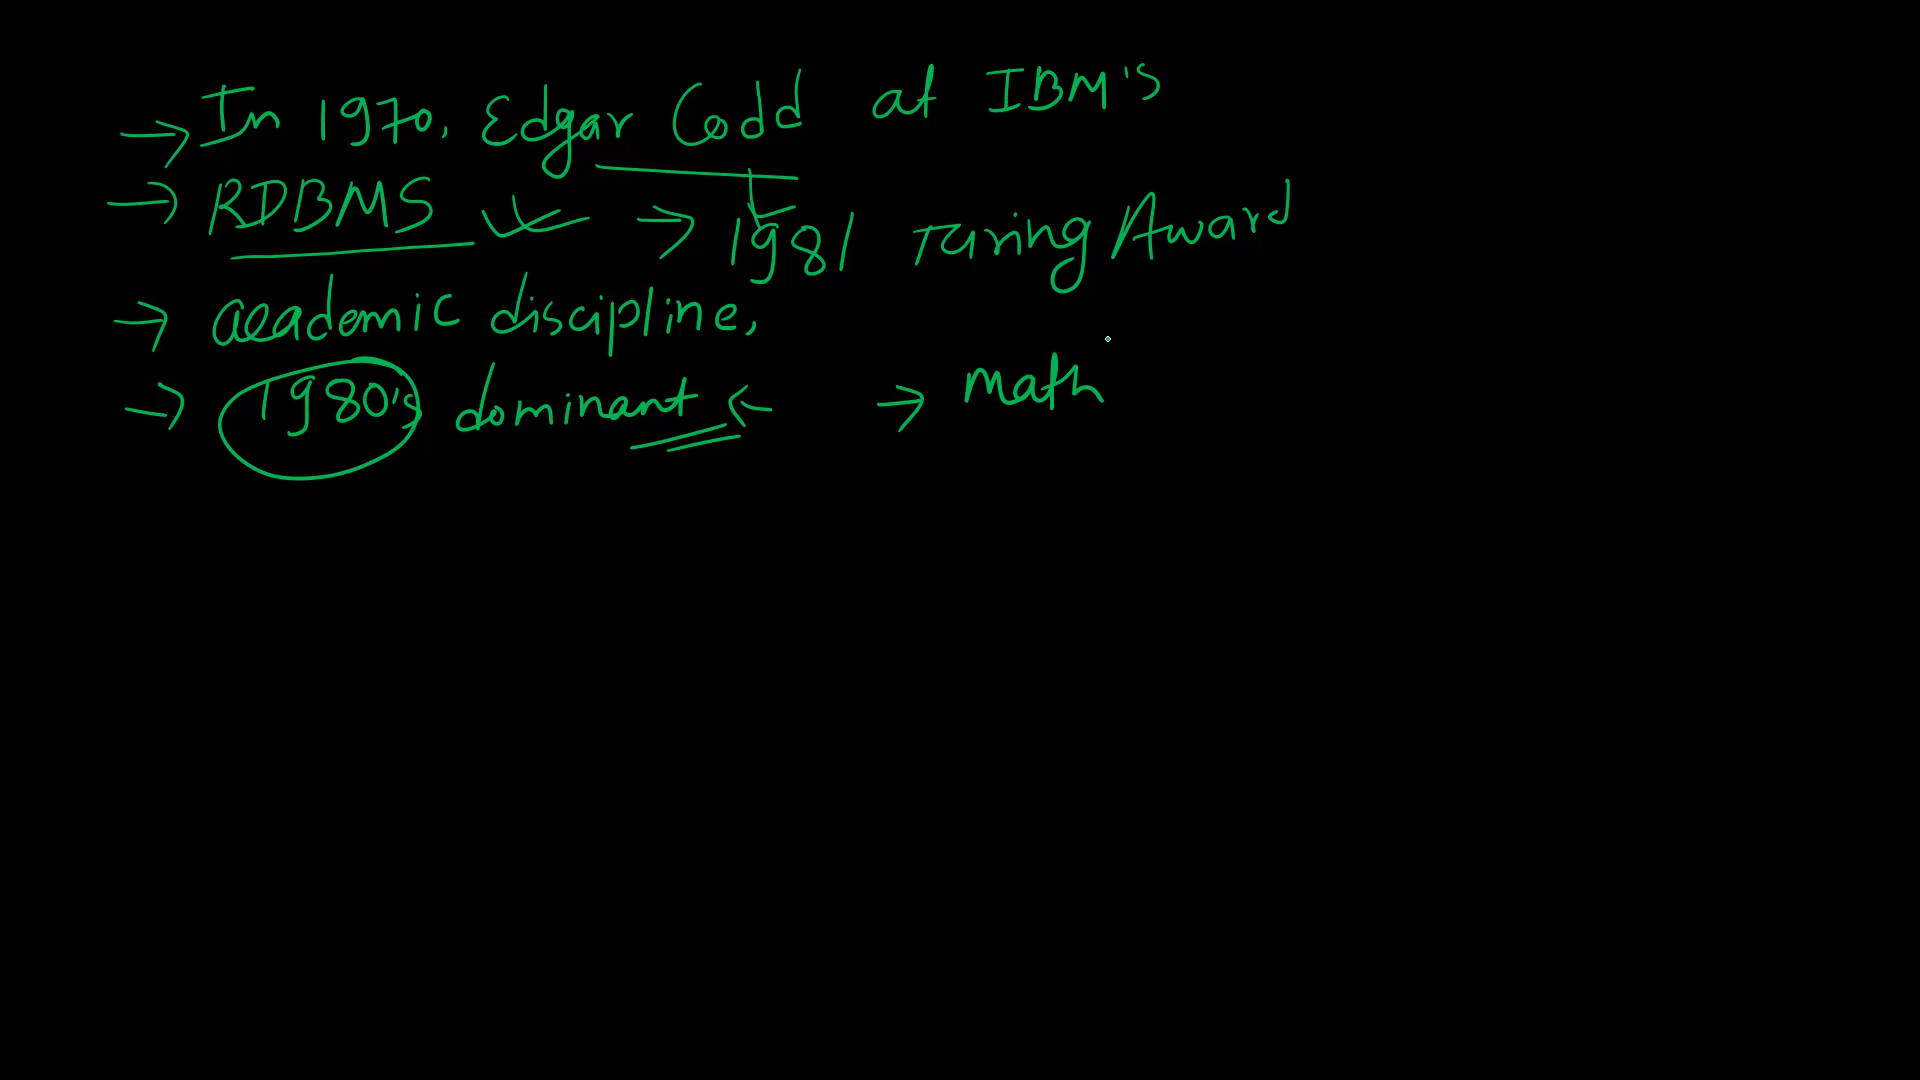 → In 1970, Edgar Codd at IBM's
→ RDBMS → 1981 Turing Award
→ academic discipline,
→ 1980's dominant ← → math